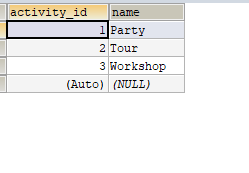 activity_id name
1 Party
2 Tour
3 Workshop
(Auto) (NULL)